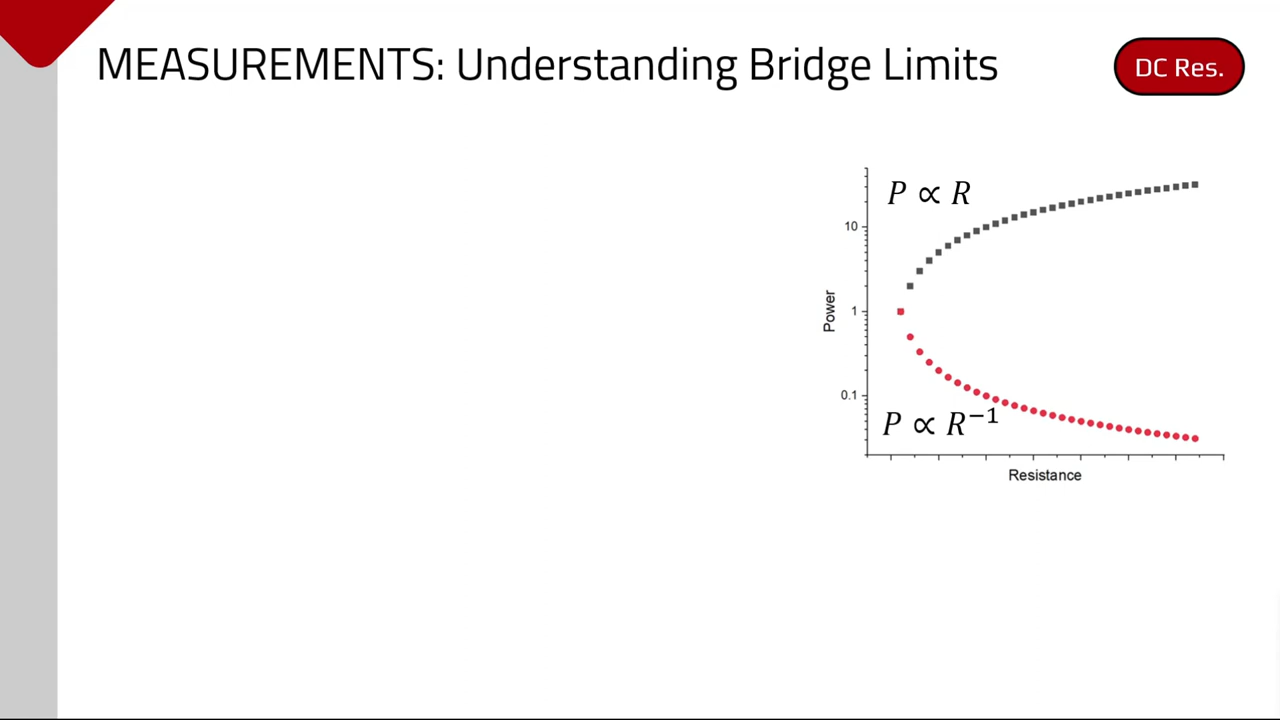 MEASUREMENTS: Understanding Bridge Limits
DC Res.
P ∝ R
10
Power
1
0.1
P ∝ R⁻¹
Resistance